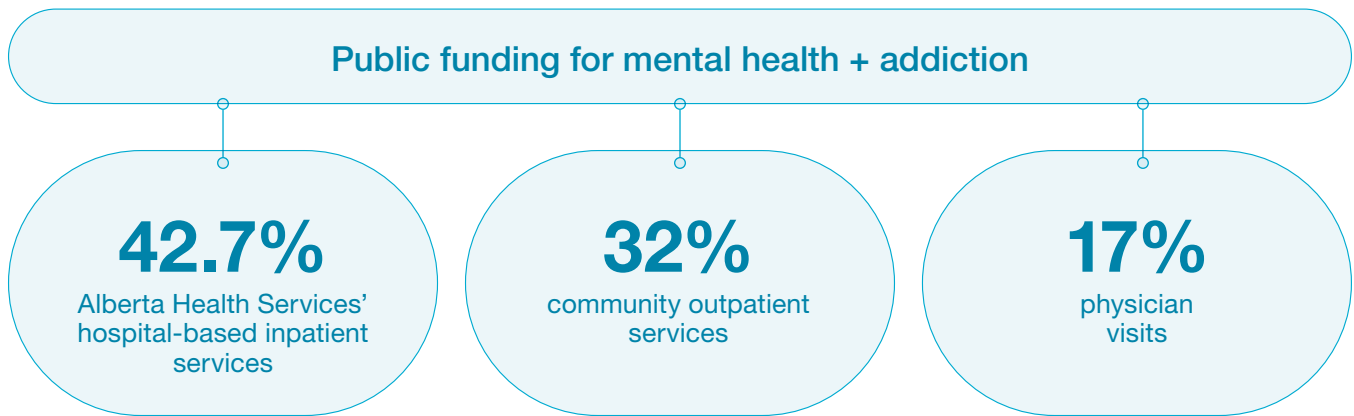 Public funding for mental health + addiction
42.7%
Alberta Health Services’
hospital-based inpatient
services
32%
community outpatient
services
17%
physician
visits